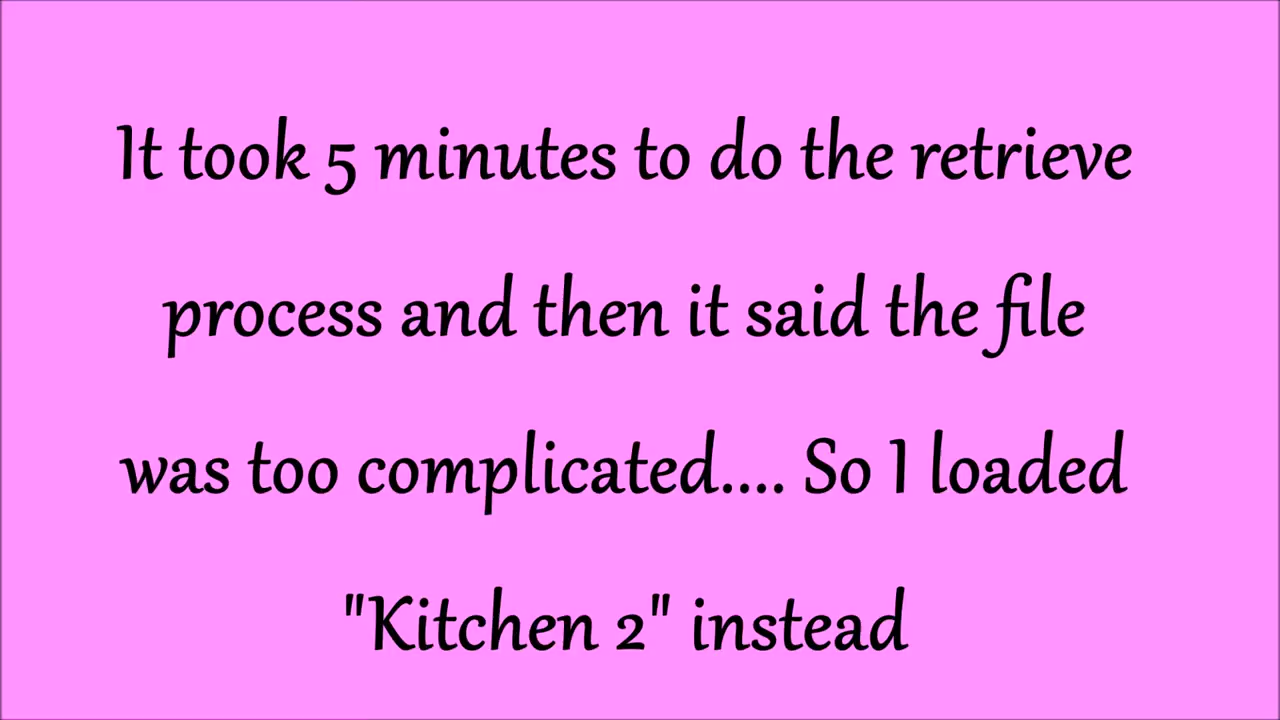 It took 5 minutes to do the retrieve
process and then it said the file
was too complicated.... So I loaded
"Kitchen 2" instead